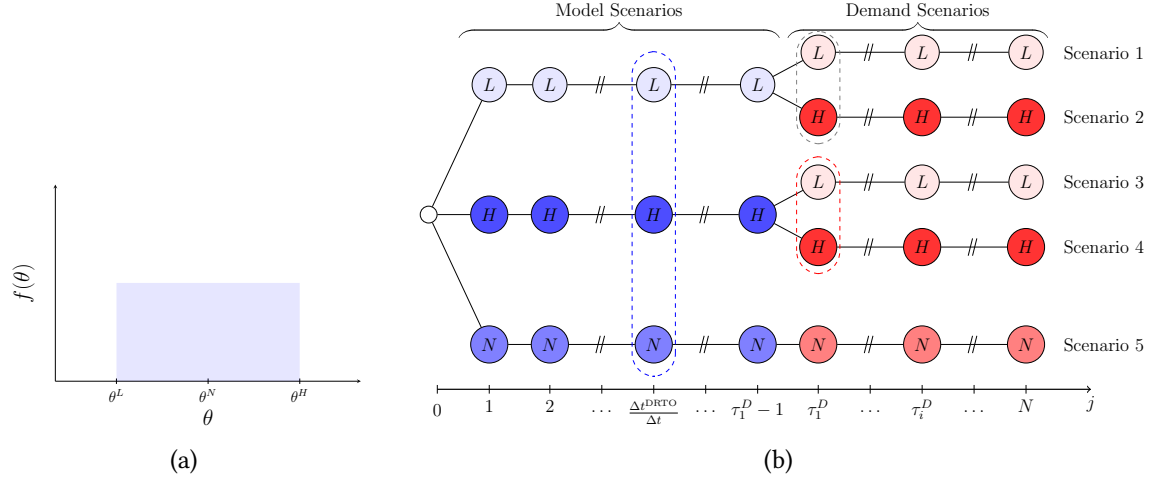 f(θ)
θ^L θ^N θ^H
θ
(a)
Model Scenarios Demand Scenarios
L L // L // L L // L // L Scenario 1
H // H // H Scenario 2
H H // H // H L // L // L Scenario 3
H // H // H Scenario 4
N N // N // N N // N // N Scenario 5
0 1 2 ... Δt^DRTO/Δt ... τ_1^D − 1 τ_1^D ... τ_i^D ... N j
(b)